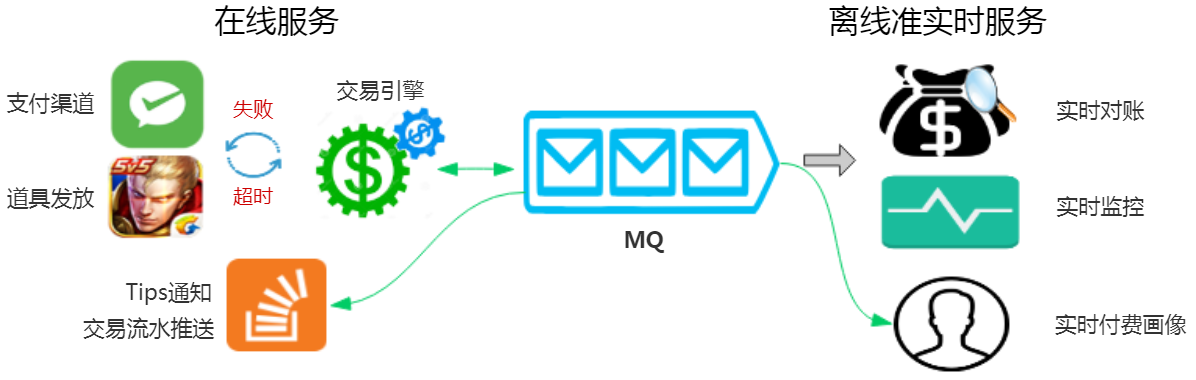 在线服务
离线准实时服务
支付渠道
失败
交易引擎
实时对账
5V5
道具发放
超时
实时监控
MQ
Tips通知
交易流水推送
实时付费画像